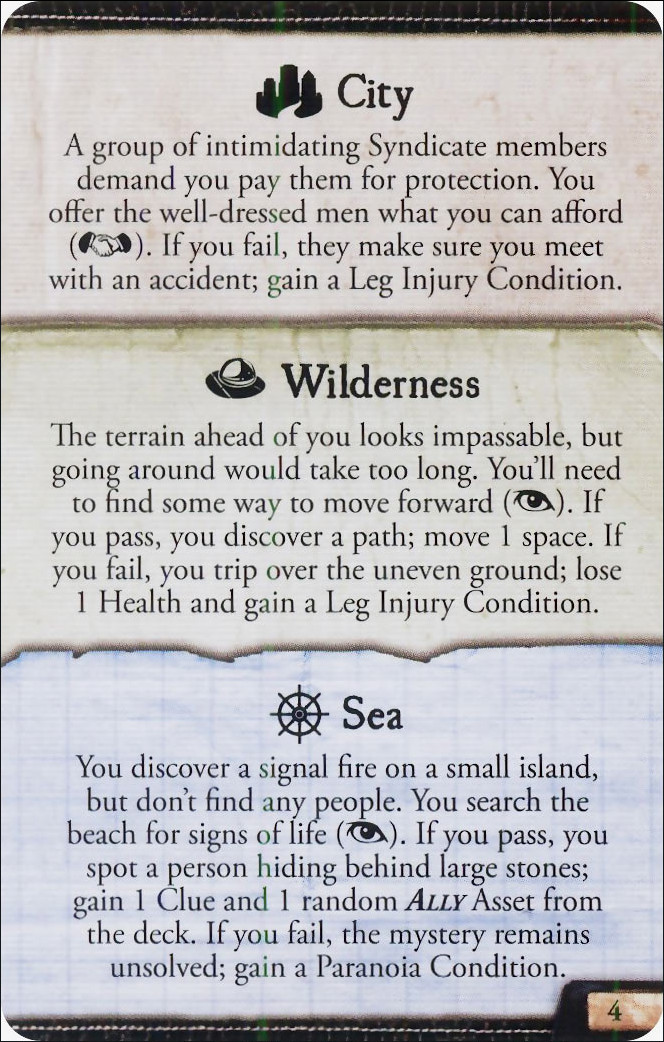 City
A group of intimidating Syndicate members
demand you pay them for protection. You
offer the well-dressed men what you can afford
( ). If you fail, they make sure you meet
with an accident; gain a Leg Injury Condition.
Wilderness
The terrain ahead of you looks impassable, but
going around would take too long. You'll need
to find some way to move forward ( ). If
you pass, you discover a path; move 1 space. If
you fail, you trip over the uneven ground; lose
1 Health and gain a Leg Injury Condition.
Sea
You discover a signal fire on a small island,
but don't find any people. You search the
beach for signs of life ( ). If you pass, you
spot a person hiding behind large stones;
gain 1 Clue and 1 random ALLY Asset from
the deck. If you fail, the mystery remains
unsolved; gain a Paranoia Condition.
4